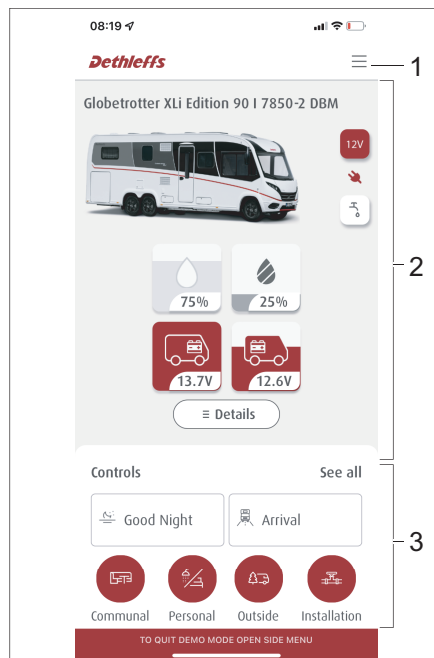 08:19
Dethleffs
1
Globetrotter XLi Edition 90 I 7850-2 DBM
12V
2
75%
25%
13.7V
12.6V
Details
Controls
See all
Good Night
Arrival
3
Communal
Personal
Outside
Installation
TO QUIT DEMO MODE OPEN SIDE MENU